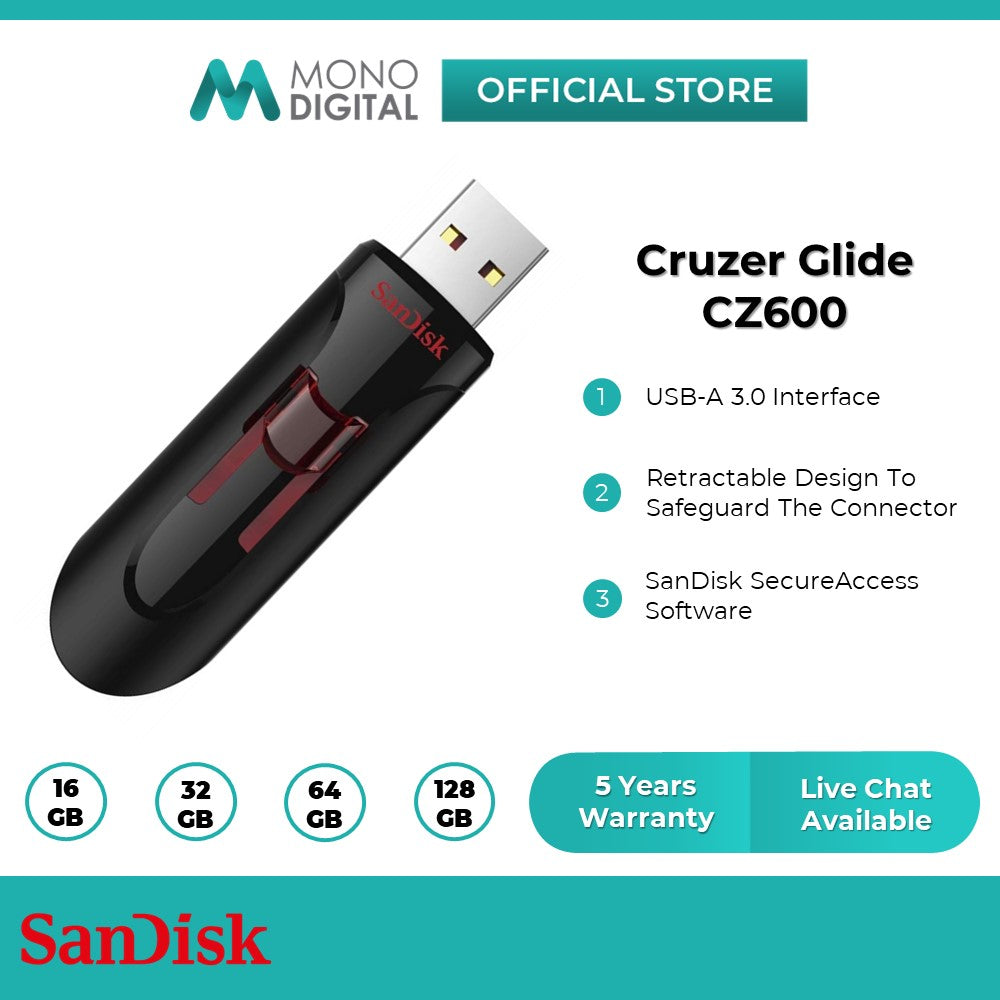 MONO
DIGITAL
OFFICIAL STORE
SanDisk
Cruzer Glide
CZ600
1 USB-A 3.0 Interface
2 Retractable Design To
Safeguard The Connector
3 SanDisk SecureAccess
Software
16
GB
32
GB
64
GB
128
GB
5 Years
Warranty
Live Chat
Available
SanDisk